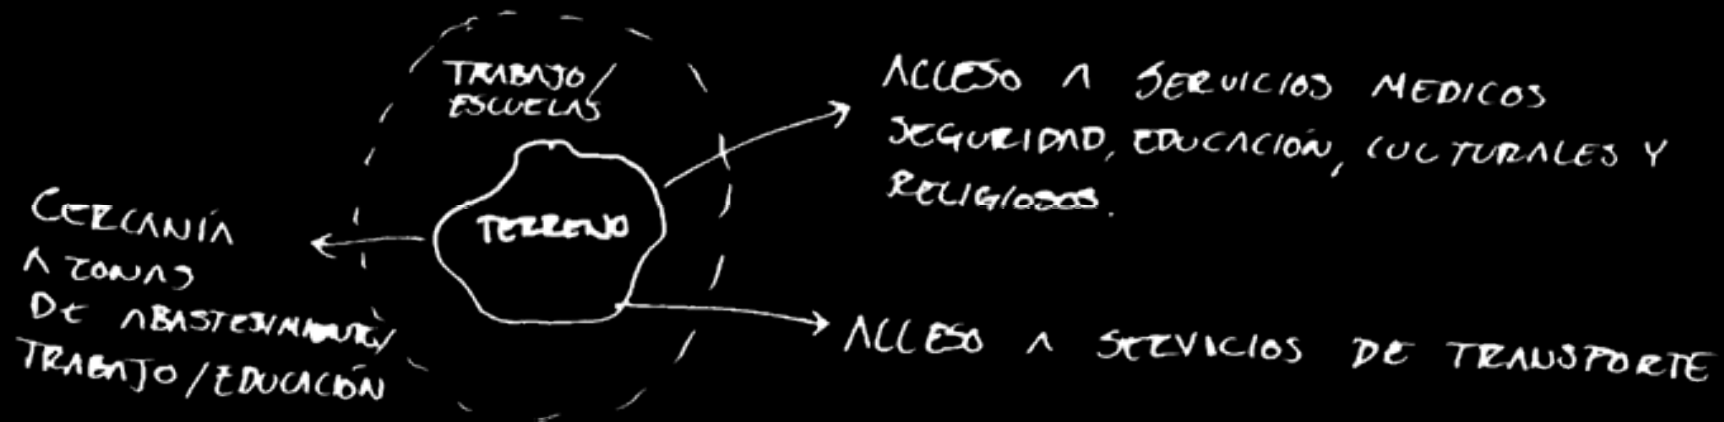 TRABAJO/
ESCUELAS
TERRENO
ACCESO A SERVICIOS MEDICOS
SEGURIDAD, EDUCACIÓN, CULTURALES Y
RELIGIOSOS.
CERCANÍA
A ZONAS
DE
TRABAJO/EDUCACIÓN
ACCESO A SERVICIOS DE TRANSPORTE